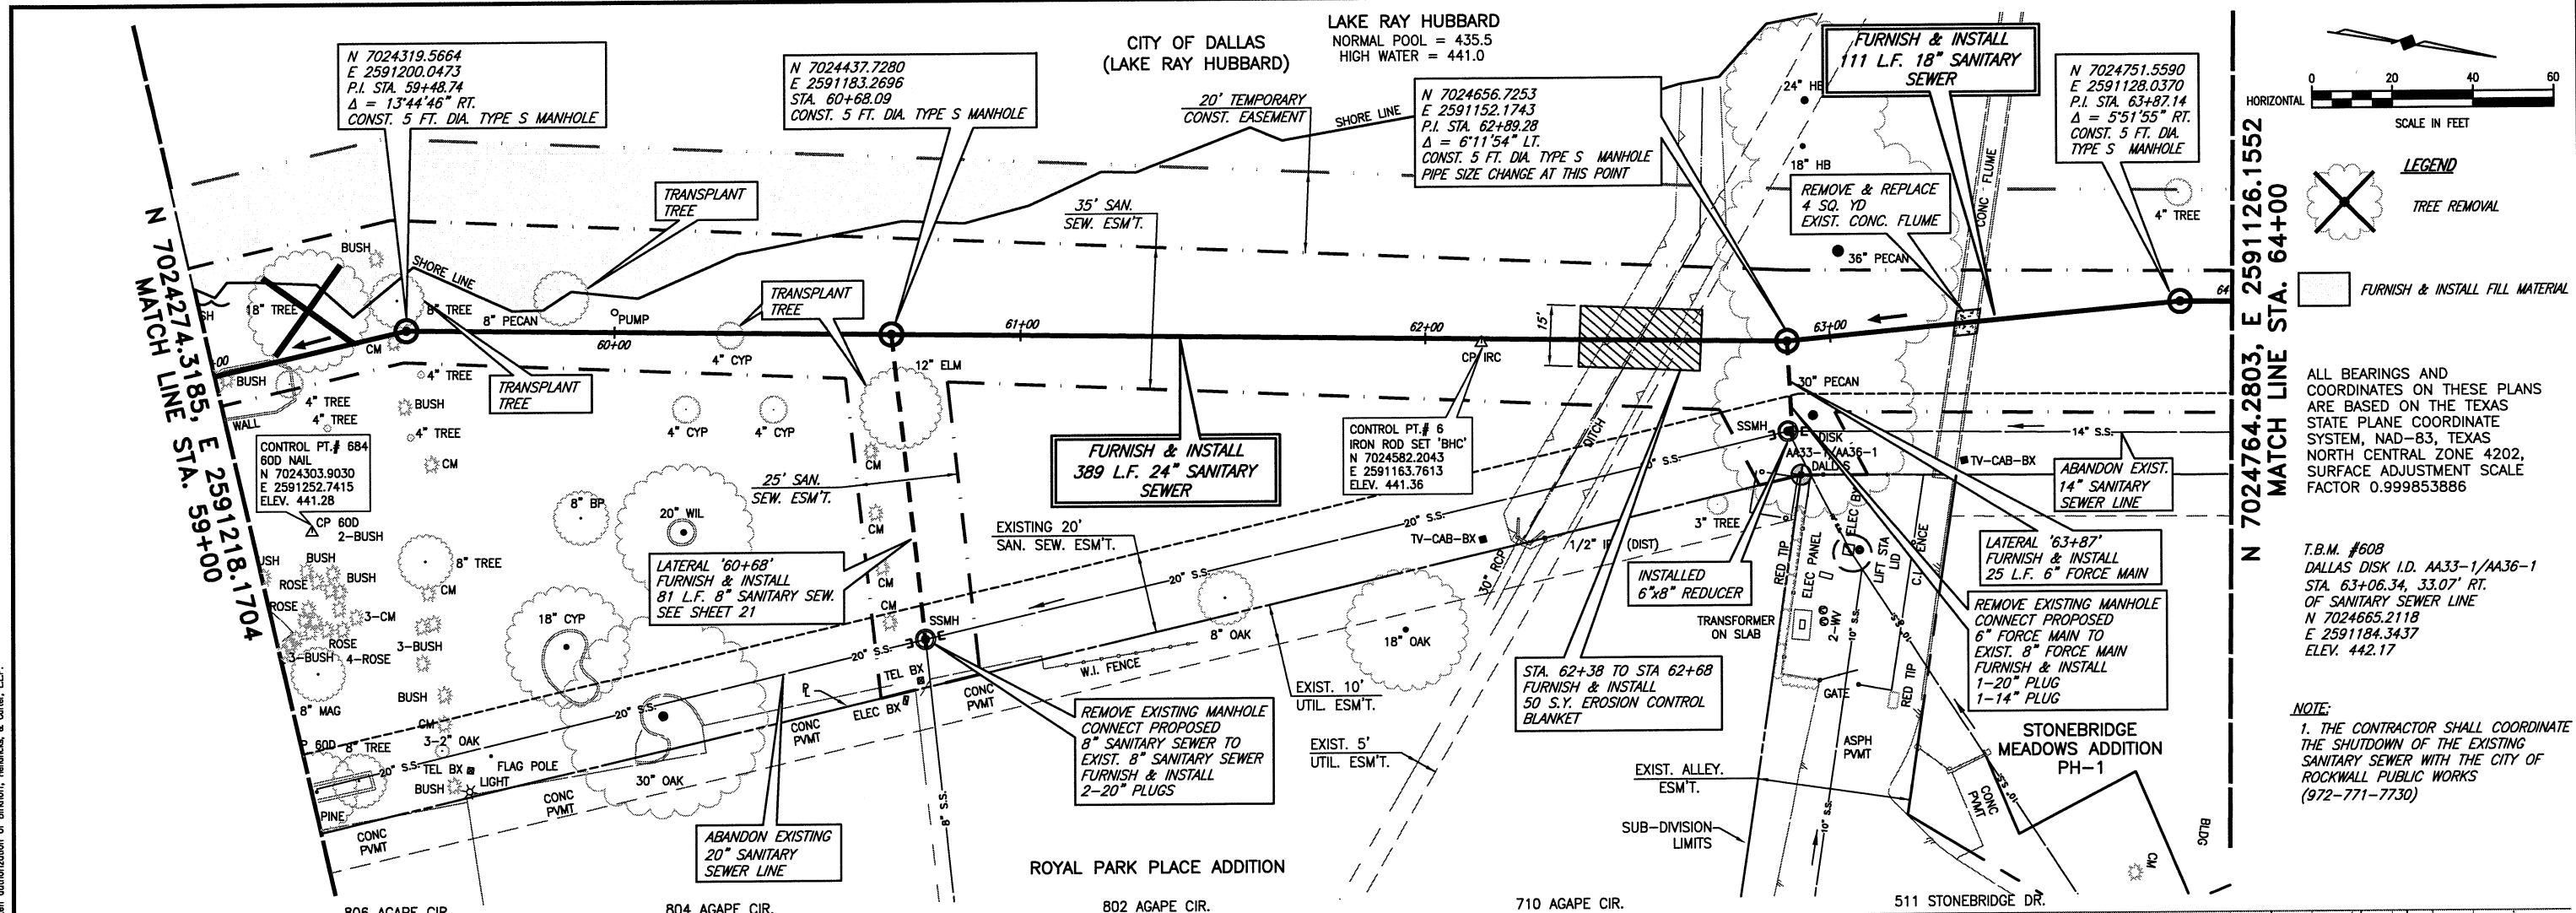 LAKE RAY HUBBARD
NORMAL POOL = 435.5
HIGH WATER = 441.0
CITY OF DALLAS
(LAKE RAY HUBBARD)
N 7024319.5664
E 2591200.0473
P.I. STA. 59+48.74
Δ = 13°44'46" RT.
CONST. 5 FT. DIA. TYPE S MANHOLE
N 7024437.7280
E 2591183.2696
STA. 60+68.09
CONST. 5 FT. DIA. TYPE S MANHOLE
20' TEMPORARY
CONST. EASEMENT
SHORE LINE
N 7024656.7253
E 2591152.1743
P.I. STA. 62+89.28
Δ = 6°11'54" LT.
CONST. 5 FT. DIA. TYPE S MANHOLE
PIPE SIZE CHANGE AT THIS POINT
24" HB
18" HB
FURNISH & INSTALL
111 L.F. 18" SANITARY
SEWER
N 7024751.5590
E 2591128.0370
P.I. STA. 63+87.14
Δ = 5°51'55" RT.
CONST. 5 FT. DIA.
TYPE S MANHOLE
REMOVE & REPLACE
4 SQ. YD
EXIST. CONC. FLUME
CONC FLUME
4" TREE
36" PECAN
TRANSPLANT
TREE
35' SAN.
SEW. ESM'T.
BUSH
SHORE LINE
18" TREE
8" TREE
8" PECAN
PUMP
TRANSPLANT
TREE
60+00
4" CYP
61+00
62+00
63+00
64
CM
BUSH
4" TREE
TRANSPLANT
TREE
12" ELM
CP IRC
15'
30" PECAN
4" TREE
4" TREE
BUSH
4" TREE
WALL
CM
4" CYP
4" CYP
CM
CONTROL PT.# 684
60D NAIL
N 7024303.9030
E 2591252.7415
ELEV. 441.28
CP 60D
2-BUSH
25' SAN.
SEW. ESM'T.
FURNISH & INSTALL
389 L.F. 24" SANITARY
SEWER
CONTROL PT.# 6
IRON ROD SET 'BHC'
N 7024582.2043
E 2591163.7613
ELEV. 441.36
DITCH
SSMH
DISK
AA33-1/AA36-1
DALLAS
14" S.S.
TV-CAB-BX
ABANDON EXIST.
14" SANITARY
SEWER LINE
8" BP
20" WIL
CM
EXISTING 20'
SAN. SEW. ESM'T.
20" S.S.
TV-CAB-BX
30" RCP
1/2" IP (DIST)
3" TREE
INSTALLED
6"x8" REDUCER
RED TIP
ELEC PANEL
ELEC BX
LIFT STA
LID
C.L. FENCE
LATERAL '63+87'
FURNISH & INSTALL
25 L.F. 6" FORCE MAIN
REMOVE EXISTING MANHOLE
CONNECT PROPOSED
6" FORCE MAIN TO
EXIST. 8" FORCE MAIN
FURNISH & INSTALL
1-20" PLUG
1-14" PLUG
TRANSFORMER
ON SLAB
2-WV
10" S.S.
10" S.S.
RED TIP
GATE
LATERAL '60+68'
FURNISH & INSTALL
81 L.F. 8" SANITARY SEW.
SEE SHEET 21
CM
CM
SSMH
20" S.S.
20" S.S.
8" TREE
CM
BUSH
ROSE
BUSH
ROSE
3-CM
ROSE
3-BUSH
4-ROSE
3-BUSH
BUSH
8" MAG
CM
18" CYP
8" OAK
18" OAK
W.I. FENCE
TEL BX
ELEC BX
CONC
PVMT
CONC
PVMT
REMOVE EXISTING MANHOLE
CONNECT PROPOSED
8" SANITARY SEWER TO
EXIST. 8" SANITARY SEWER
FURNISH & INSTALL
2-20" PLUGS
EXIST. 10'
UTIL. ESM'T.
EXIST. 5'
UTIL. ESM'T.
STA. 62+38 TO STA 62+68
FURNISH & INSTALL
50 S.Y. EROSION CONTROL
BLANKET
STONEBRIDGE
MEADOWS ADDITION
PH-1
ASPH
PVMT
EXIST. ALLEY.
ESM'T.
SUB-DIVISION
LIMITS
10" S.S.
10" S.S.
CONC
PVMT
BLDG
CM
20" S.S.
8" TREE
3-2" OAK
20" S.S.
TEL BX
FLAG POLE
BUSH
LIGHT
PINE
30" OAK
CONC
PVMT
CONC
PVMT
8" S.S.
ABANDON EXISTING
20" SANITARY
SEWER LINE
ROYAL PARK PLACE ADDITION
806 AGAPE CIR.
804 AGAPE CIR.
802 AGAPE CIR.
710 AGAPE CIR.
511 STONEBRIDGE DR.
N 7024274.3185, E 2591218.1704
MATCH LINE STA. 59+00
N 7024764.2803, E 2591126.1552
MATCH LINE STA. 64+00
0 20 40 60
HORIZONTAL
SCALE IN FEET
LEGEND
TREE REMOVAL
FURNISH & INSTALL FILL MATERIAL
ALL BEARINGS AND
COORDINATES ON THESE PLANS
ARE BASED ON THE TEXAS
STATE PLANE COORDINATE
SYSTEM, NAD-83, TEXAS
NORTH CENTRAL ZONE 4202,
SURFACE ADJUSTMENT SCALE
FACTOR 0.999853886
T.B.M. #608
DALLAS DISK I.D. AA33-1/AA36-1
STA. 63+06.34, 33.07' RT.
OF SANITARY SEWER LINE
N 7024665.2118
E 2591184.3437
ELEV. 442.17
NOTE:
1. THE CONTRACTOR SHALL COORDINATE
THE SHUTDOWN OF THE EXISTING
SANITARY SEWER WITH THE CITY OF
ROCKWALL PUBLIC WORKS
(972-771-7730)